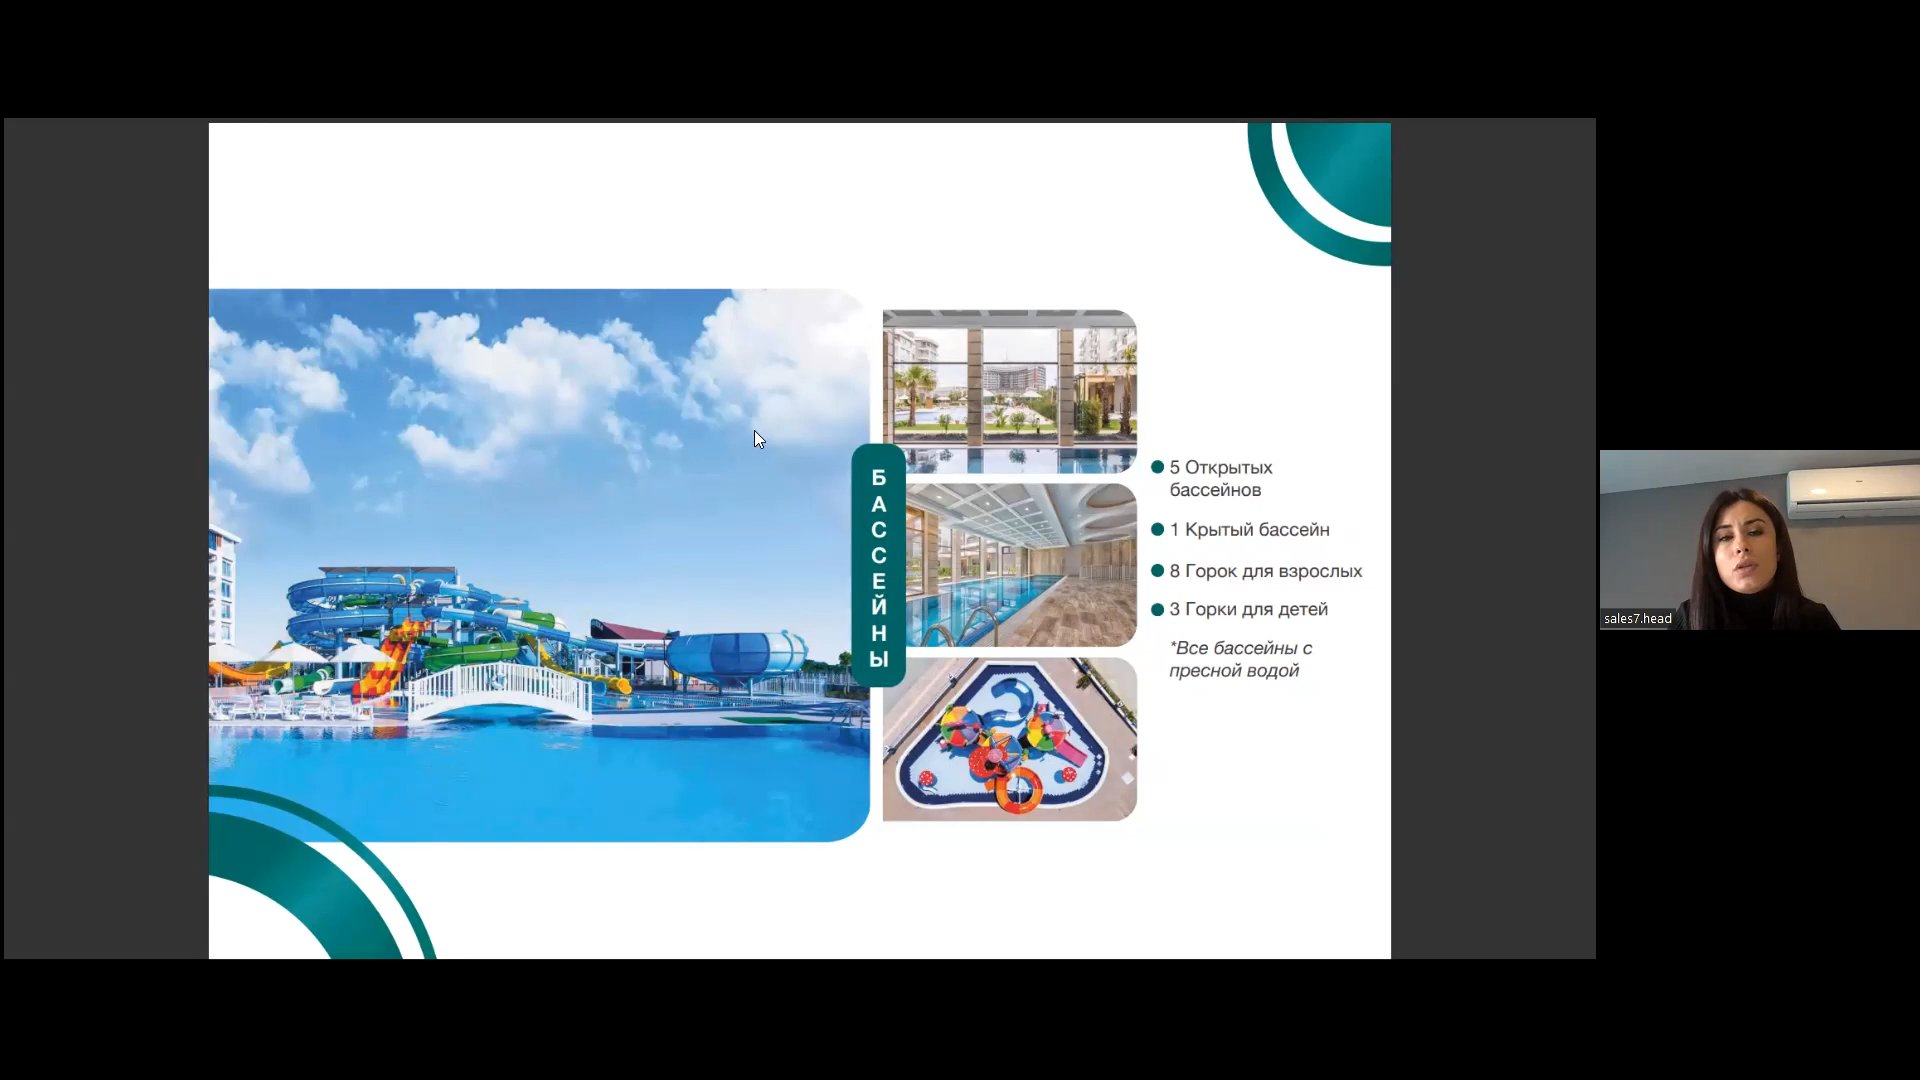 БАССЕЙНЫ
5 Открытых
бассейнов
1 Крытый бассейн
8 Горок для взрослых
3 Горки для детей
*Все бассейны с
пресной водой
sales7.head